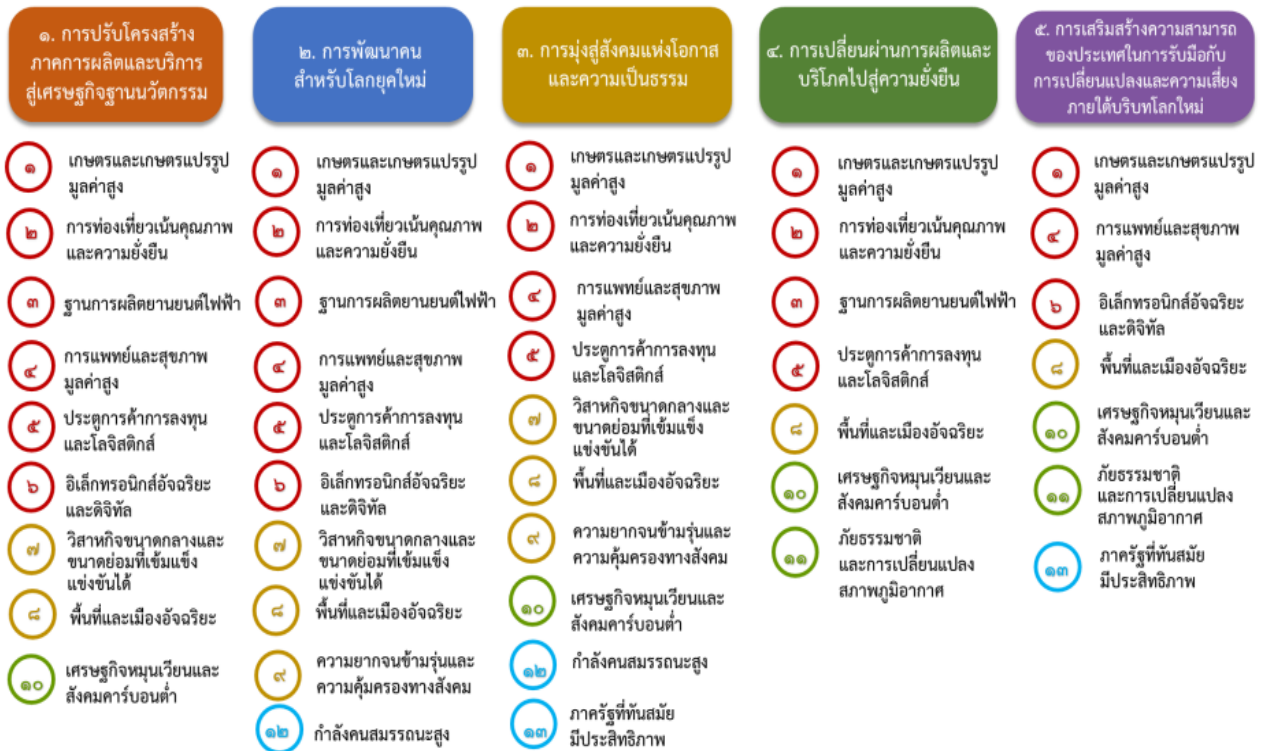 ๑. การปรับโครงสร้าง
ภาคการผลิตและบริการ
สู่เศรษฐกิจฐานนวัตกรรม
๑
เกษตรและเกษตรแปรรูป
มูลค่าสูง
๒
การท่องเที่ยวเน้นคุณภาพ
และความยั่งยืน
๓
ฐานการผลิตยานยนต์ไฟฟ้า
๔
การแพทย์และสุขภาพ
มูลค่าสูง
๕
ประตูการค้าการลงทุน
และโลจิสติกส์
๖
อิเล็กทรอนิกส์อัจฉริยะ
และดิจิทัล
๗
วิสาหกิจขนาดกลางและ
ขนาดย่อมที่เข้มแข็ง
แข่งขันได้
๘
พื้นที่และเมืองอัจฉริยะ
๑๐
เศรษฐกิจหมุนเวียนและ
สังคมคาร์บอนต่ำ
๒. การพัฒนาคน
สำหรับโลกยุคใหม่
๑
เกษตรและเกษตรแปรรูป
มูลค่าสูง
๒
การท่องเที่ยวเน้นคุณภาพ
และความยั่งยืน
๓
ฐานการผลิตยานยนต์ไฟฟ้า
๔
การแพทย์และสุขภาพ
มูลค่าสูง
๕
ประตูการค้าการลงทุน
และโลจิสติกส์
๖
อิเล็กทรอนิกส์อัจฉริยะ
และดิจิทัล
๗
วิสาหกิจขนาดกลางและ
ขนาดย่อมที่เข้มแข็ง
แข่งขันได้
๘
พื้นที่และเมืองอัจฉริยะ
๙
ความยากจนข้ามรุ่นและ
ความคุ้มครองทางสังคม
๑๒
กำลังคนสมรรถนะสูง
๓. การมุ่งสู่สังคมแห่งโอกาส
และความเป็นธรรม
๑
เกษตรและเกษตรแปรรูป
มูลค่าสูง
๒
การท่องเที่ยวเน้นคุณภาพ
และความยั่งยืน
๔
การแพทย์และสุขภาพ
มูลค่าสูง
๕
ประตูการค้าการลงทุน
และโลจิสติกส์
๗
วิสาหกิจขนาดกลางและ
ขนาดย่อมที่เข้มแข็ง
แข่งขันได้
๘
พื้นที่และเมืองอัจฉริยะ
๙
ความยากจนข้ามรุ่นและ
ความคุ้มครองทางสังคม
๑๐
เศรษฐกิจหมุนเวียนและ
สังคมคาร์บอนต่ำ
๑๒
กำลังคนสมรรถนะสูง
๑๓
ภาครัฐที่ทันสมัย
มีประสิทธิภาพ
๔. การเปลี่ยนผ่านการผลิตและ
บริโภคไปสู่ความยั่งยืน
๑
เกษตรและเกษตรแปรรูป
มูลค่าสูง
๒
การท่องเที่ยวเน้นคุณภาพ
และความยั่งยืน
๓
ฐานการผลิตยานยนต์ไฟฟ้า
๕
ประตูการค้าการลงทุน
และโลจิสติกส์
๘
พื้นที่และเมืองอัจฉริยะ
๑๐
เศรษฐกิจหมุนเวียนและ
สังคมคาร์บอนต่ำ
๑๑
ภัยธรรมชาติ
และการเปลี่ยนแปลง
สภาพภูมิอากาศ
๕. การเสริมสร้างความสามารถ
ของประเทศในการรับมือกับ
การเปลี่ยนแปลงและความเสี่ยง
ภายใต้บริบทโลกใหม่
๑
เกษตรและเกษตรแปรรูป
มูลค่าสูง
๔
การแพทย์และสุขภาพ
มูลค่าสูง
๖
อิเล็กทรอนิกส์อัจฉริยะ
และดิจิทัล
๘
พื้นที่และเมืองอัจฉริยะ
๑๐
เศรษฐกิจหมุนเวียนและ
สังคมคาร์บอนต่ำ
๑๑
ภัยธรรมชาติ
และการเปลี่ยนแปลง
สภาพภูมิอากาศ
๑๓
ภาครัฐที่ทันสมัย
มีประสิทธิภาพ